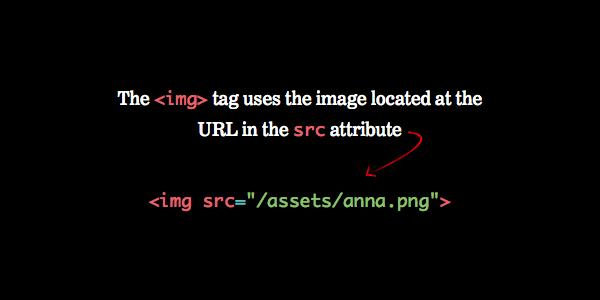 The <img> tag uses the image located at the
URL in the src attribute
<img src="/assets/anna.png">